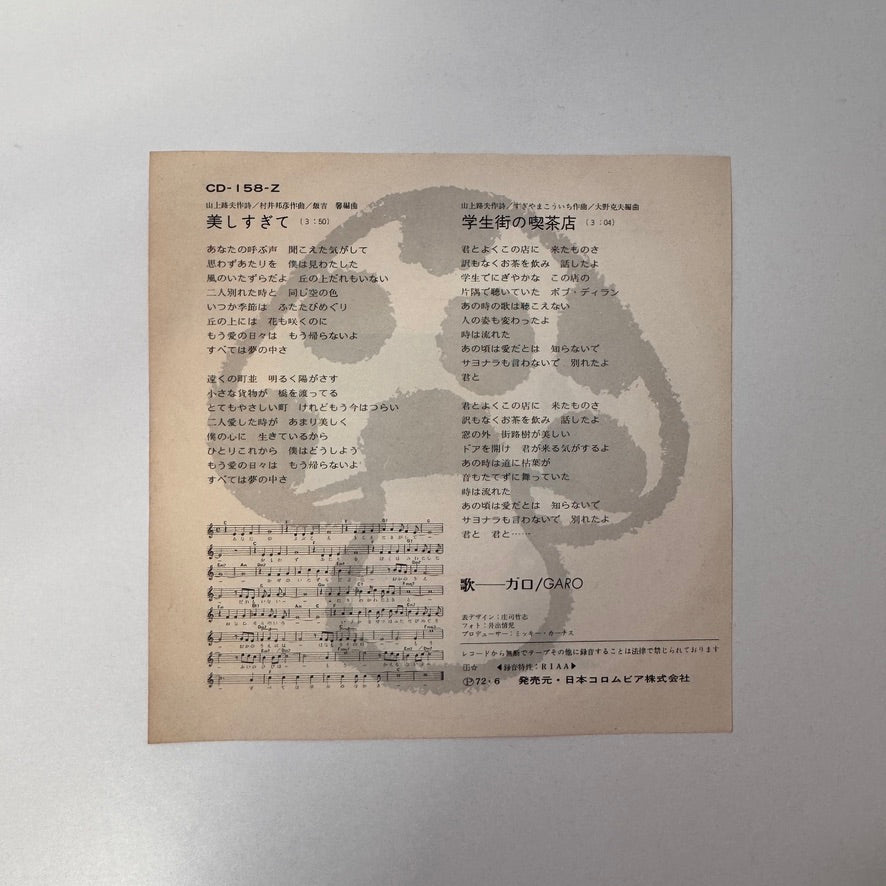 CD-158-Z
山上路夫作詩/村井邦彦作曲/飯吉 馨編曲
美しすぎて (3:50)
あなたの呼ぶ声 聞こえた気がして
思わずあたりを 僕は見わたした
風のいたずらだよ 丘の上だれもいない
二人別れた時と 同じ空の色
いつか季節は ふたたびめぐり
丘の上には 花も咲くのに
もう愛の日々は もう帰らないよ
すべては夢の中さ
遠くの町並 明るく陽がさす
小さな貨物が 橋を渡ってる
とてもやさしい町 けれどもう今はつらい
二人愛した時が あまり美しく
僕の心に 生きているから
ひとりこれから 僕はどうしよう
もう愛の日々は もう帰らないよ
すべては夢の中さ
山上路夫作詩/すぎやまこういち作曲/大野克夫編曲
学生街の喫茶店 (3:04)
君とよくこの店に 来たものさ
訳もなくお茶を飲み 話したよ
学生でにぎやかな この店の
片隅で聴いていた ボブ・ディラン
あの時の歌は聴こえない
人の姿も変わったよ
時は流れた
あの頃は愛だとは 知らないで
サヨナラも言わないで 別れたよ
君と
君とよくこの店に 来たものさ
訳もなくお茶を飲み 話したよ
窓の外 街路樹が美しい
ドアを開け 君が来る気がするよ
あの時は道に枯葉が
音もたてずに舞っていた
時は流れた
あの頃は愛だとは 知らないで
サヨナラも言わないで 別れたよ
君と 君と……
歌──ガロ/GARO
表デザイン:庄司哲志
フォト:井出情児
プロデューサー:ミッキー・カーチス
レコードから無断でテープその他に録音することは法律で禁じられております
◀録音特性:RIAA▶
Ⓟ72・6 発売元・日本コロムビア株式会社